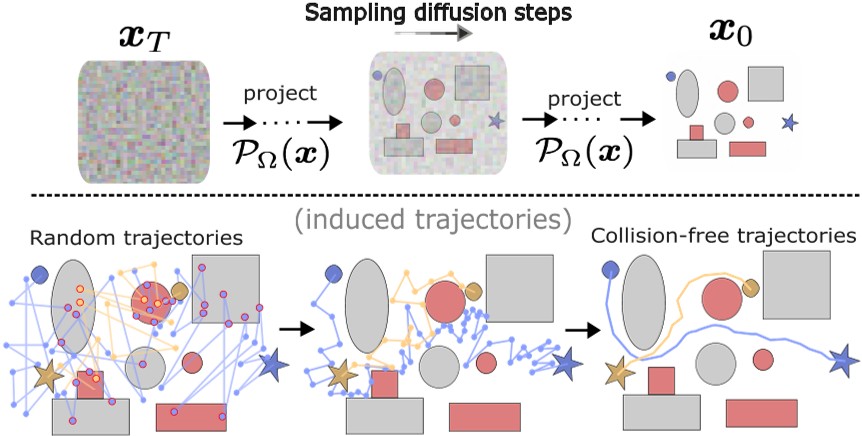 Sampling diffusion steps
𝒙_T
𝒙_0
project
· · · · ·
𝒫_Ω(𝒙)
project
· · · · ·
𝒫_Ω(𝒙)
(induced trajectories)
Random trajectories
Collision-free trajectories